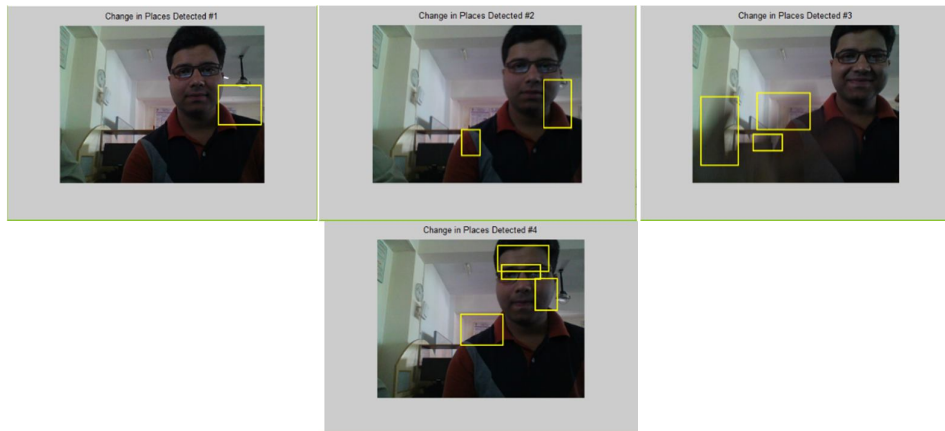 Change in Places Detected #1
Change in Places Detected #2
Change in Places Detected #3
Change in Places Detected #4